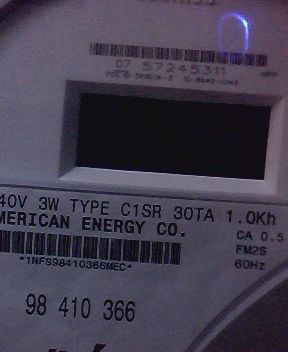 07 57245311
40V 3W TYPE C1SR 30TA 1.0Kh
MERICAN ENERGY CO.
CA 0.5
*1NFS98410366MEC*
FM2S
60Hz
98 410 366